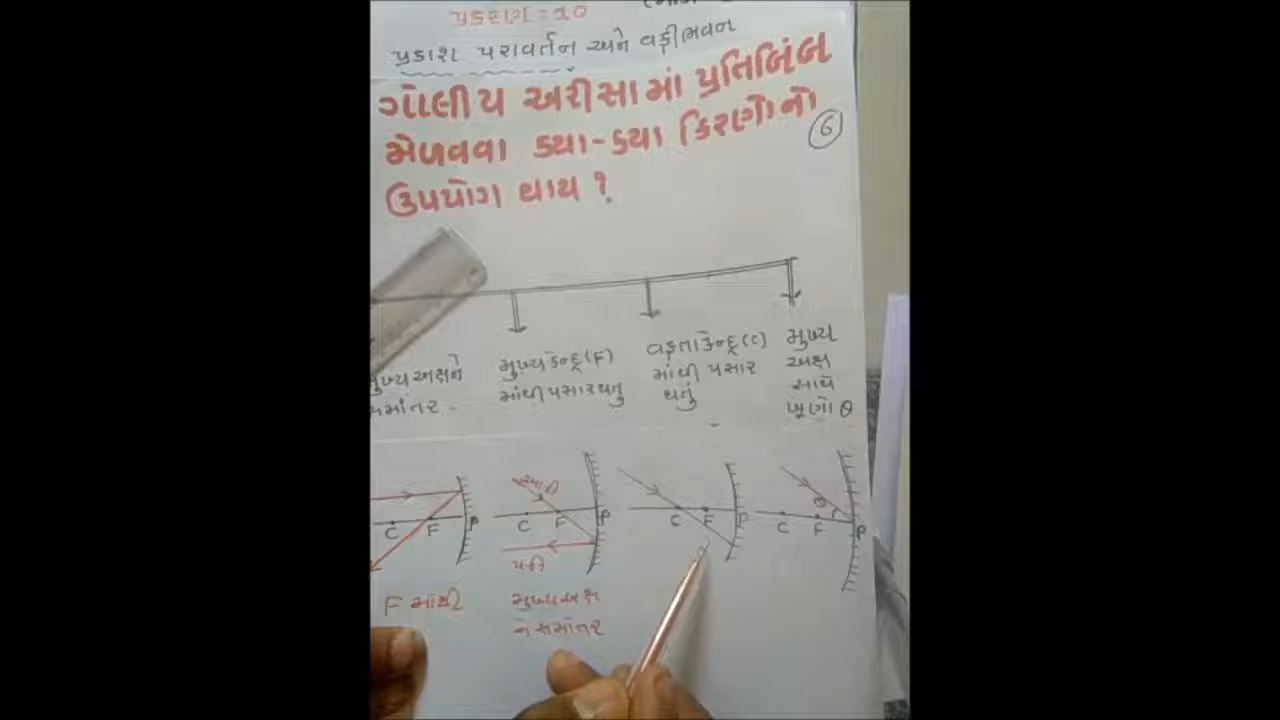 પ્રકરણ = ૧૦
પ્રકાશ પરાવર્તન અને વક્રીભવન
ગોલીય અરીસામાં પ્રતિબિંબ
મેળવવા ક્યા-ક્યા કિરણોનો
ઉપયોગ થાય ?
6
મુખ્ય અક્ષને
સમાંતર
મુખ્યકેન્દ્ર (F)
માંથી પસાર થતુ
વક્રતાકેન્દ્ર (C)
માંથી પસાર
થતું
મુખ્ય
અક્ષ
સાથે
ખૂણો θ
C F P
C F P
C F P
θ
C F P
F માંથી
મુખ્ય અક્ષ
ને સમાંતર